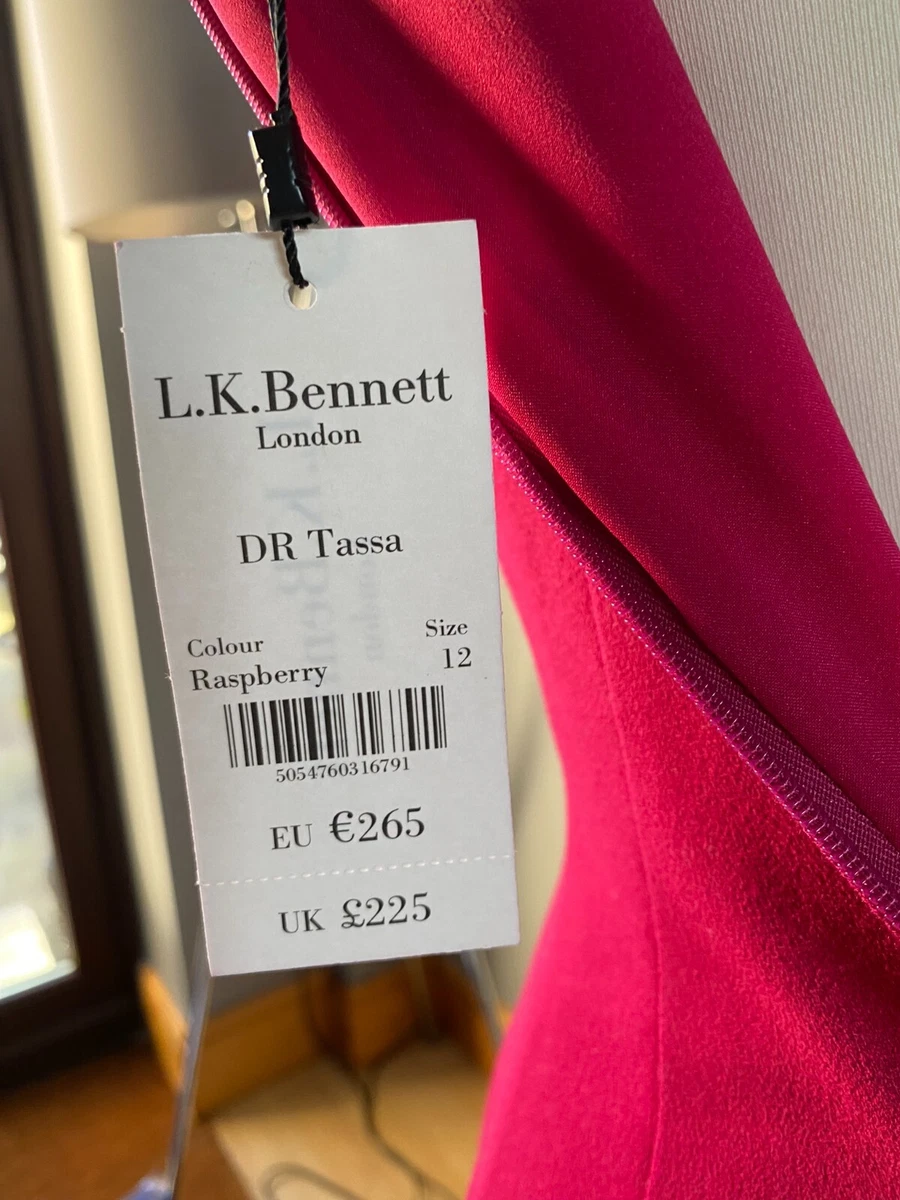 L.K.Bennett
London
DR Tassa
Colour
Raspberry
Size
12
5054760316791
EU €265
UK £225